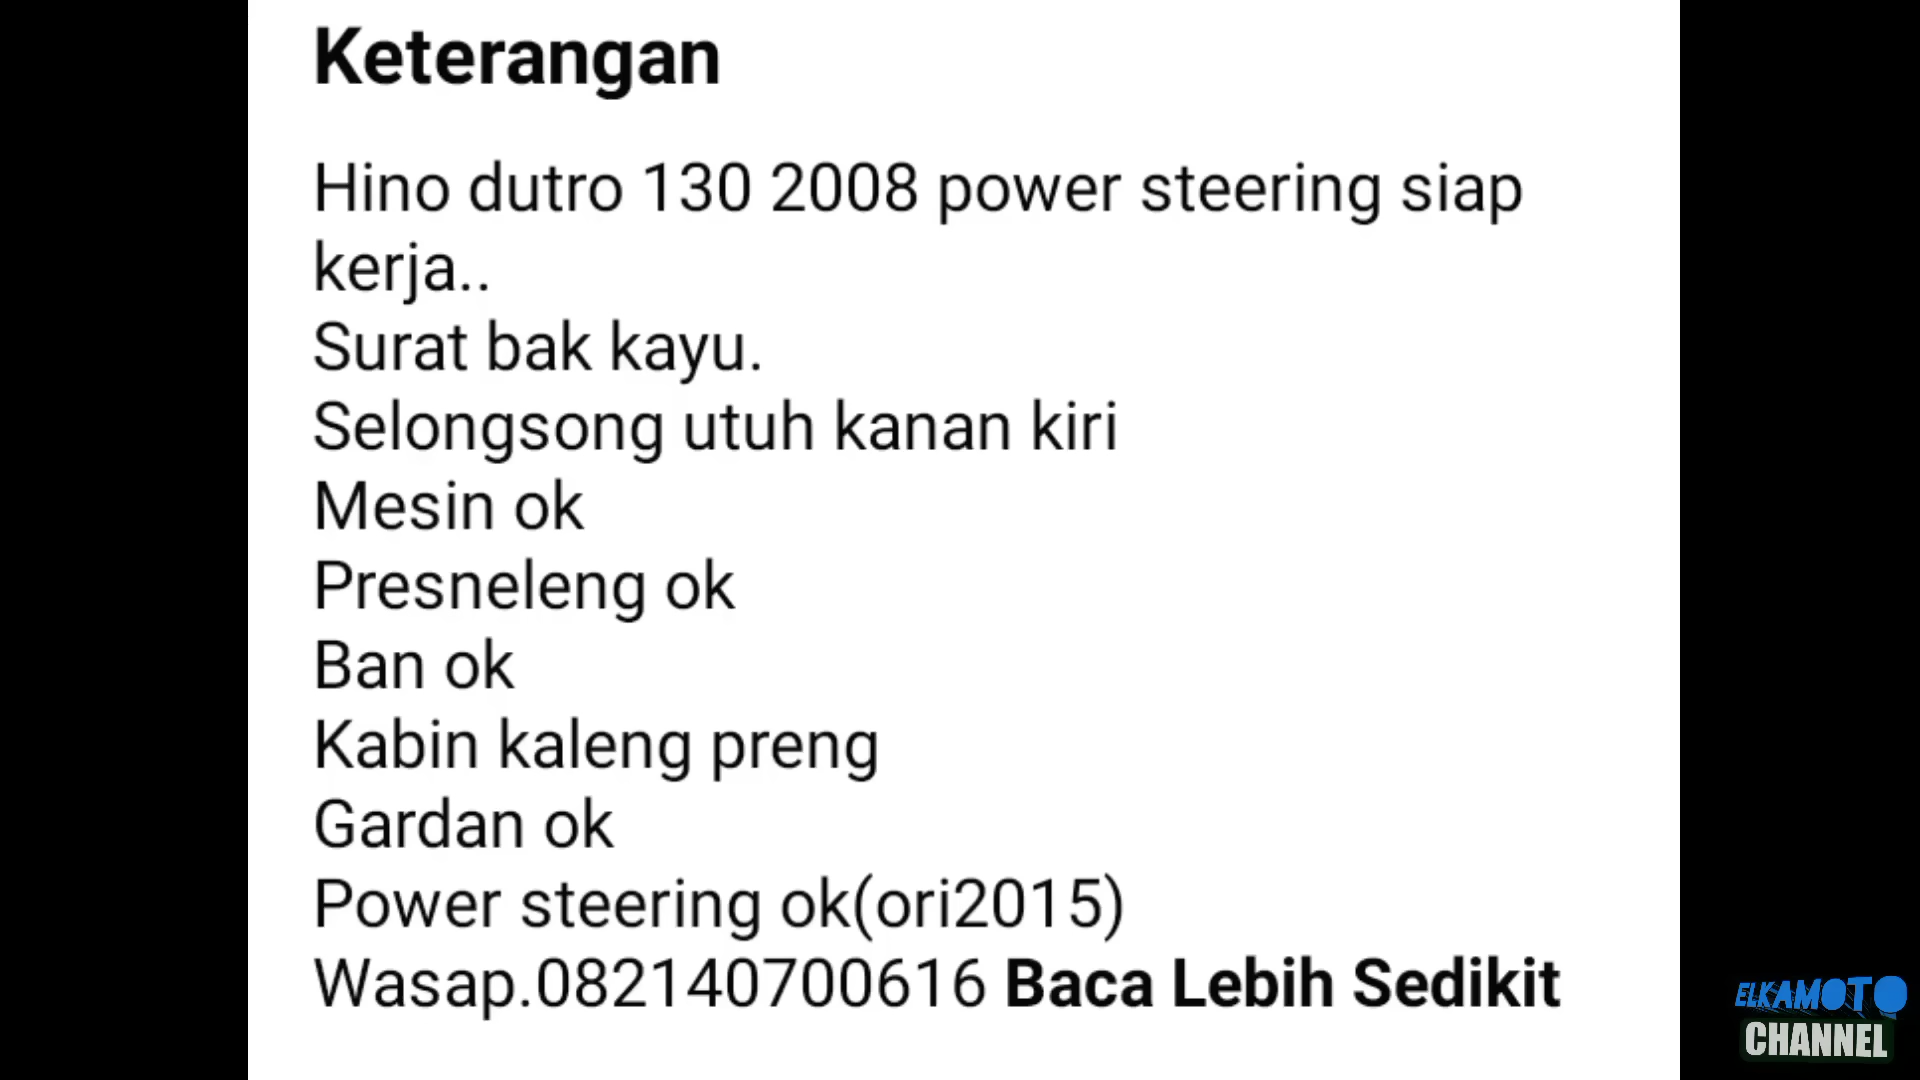 Keterangan
Hino dutro 130 2008 power steering siap
kerja..
Surat bak kayu.
Selongsong utuh kanan kiri
Mesin ok
Presneleng ok
Ban ok
Kabin kaleng preng
Gardan ok
Power steering ok(ori2015)
Wasap.082140700616 Baca Lebih Sedikit
ELKAMOTO
CHANNEL